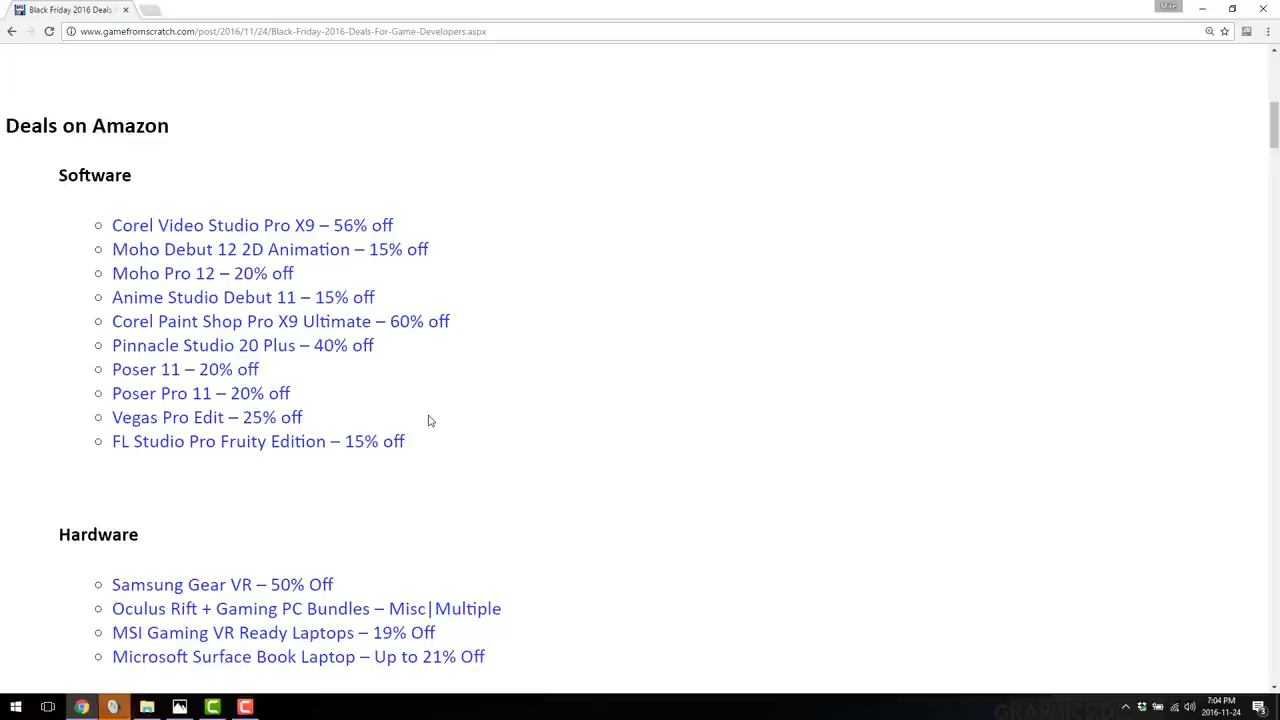 Black Friday 2016 Deals
Mike
www.gamefromscratch.com/post/2016/11/24/Black-Friday-2016-Deals-For-Game-Developers.aspx
Deals on Amazon
Software
Corel Video Studio Pro X9 – 56% off
Moho Debut 12 2D Animation – 15% off
Moho Pro 12 – 20% off
Anime Studio Debut 11 – 15% off
Corel Paint Shop Pro X9 Ultimate – 60% off
Pinnacle Studio 20 Plus – 40% off
Poser 11 – 20% off
Poser Pro 11 – 20% off
Vegas Pro Edit – 25% off
FL Studio Pro Fruity Edition – 15% off
Hardware
Samsung Gear VR – 50% Off
Oculus Rift + Gaming PC Bundles – Misc|Multiple
MSI Gaming VR Ready Laptops – 19% Off
Microsoft Surface Book Laptop – Up to 21% Off
7:04 PM
2016-11-24